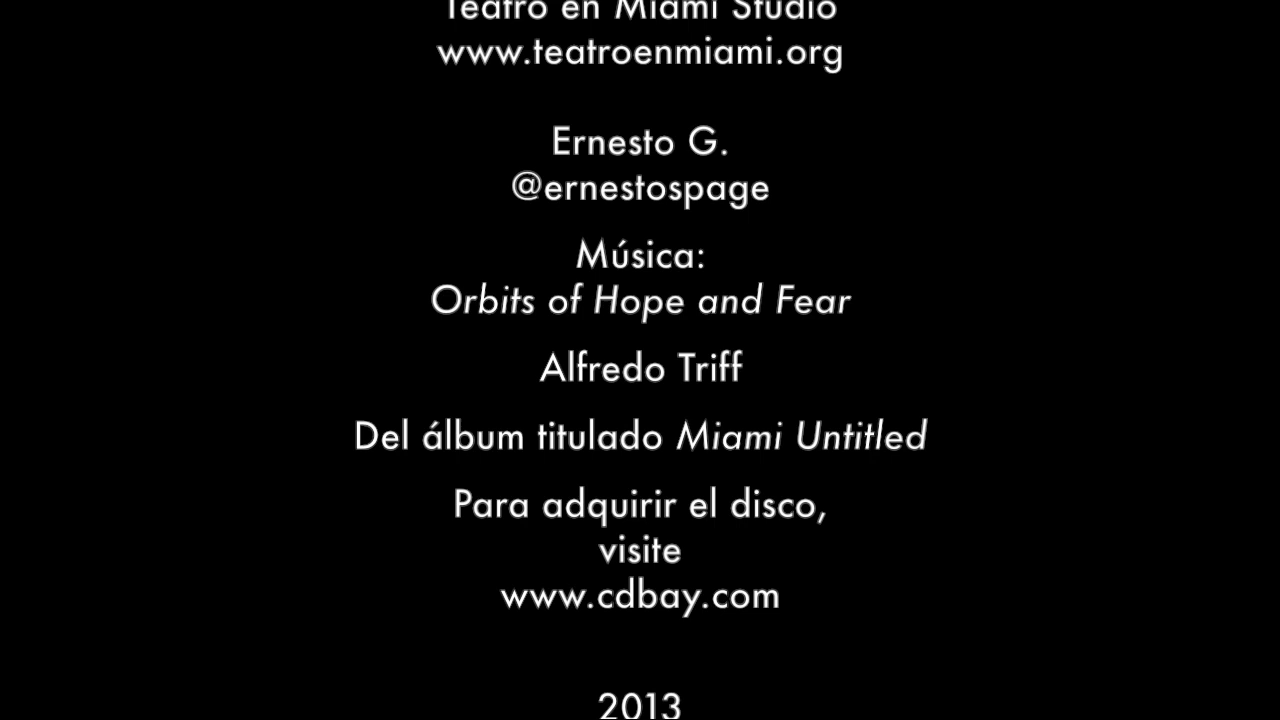 Teatro en Miami Studio
www.teatroenmiami.org
Ernesto G.
@ernestospage
Música:
Orbits of Hope and Fear
Alfredo Triff
Del álbum titulado Miami Untitled
Para adquirir el disco,
visite
www.cdbay.com
2013